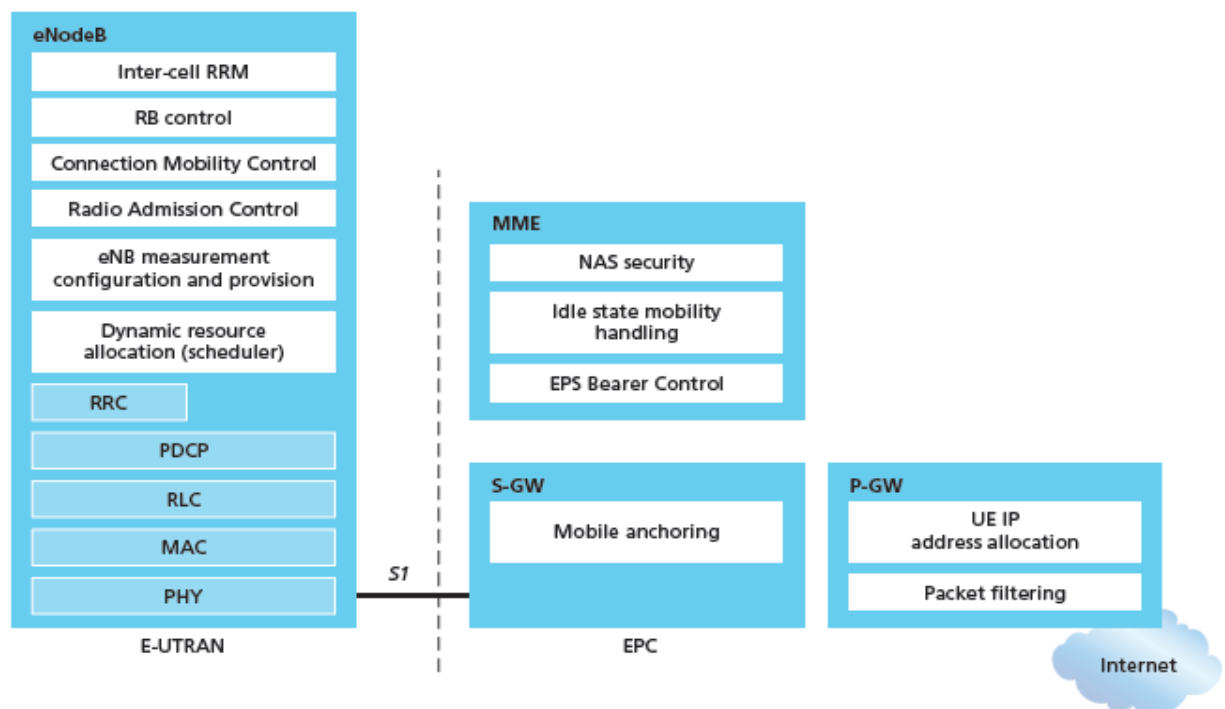 eNodeB
Inter-cell RRM
RB control
Connection Mobility Control
Radio Admission Control
eNB measurement
configuration and provision
Dynamic resource
allocation (scheduler)
RRC
PDCP
RLC
MAC
PHY
E-UTRAN
S1
MME
NAS security
Idle state mobility
handling
EPS Bearer Control
S-GW
Mobile anchoring
EPC
P-GW
UE IP
address allocation
Packet filtering
Internet